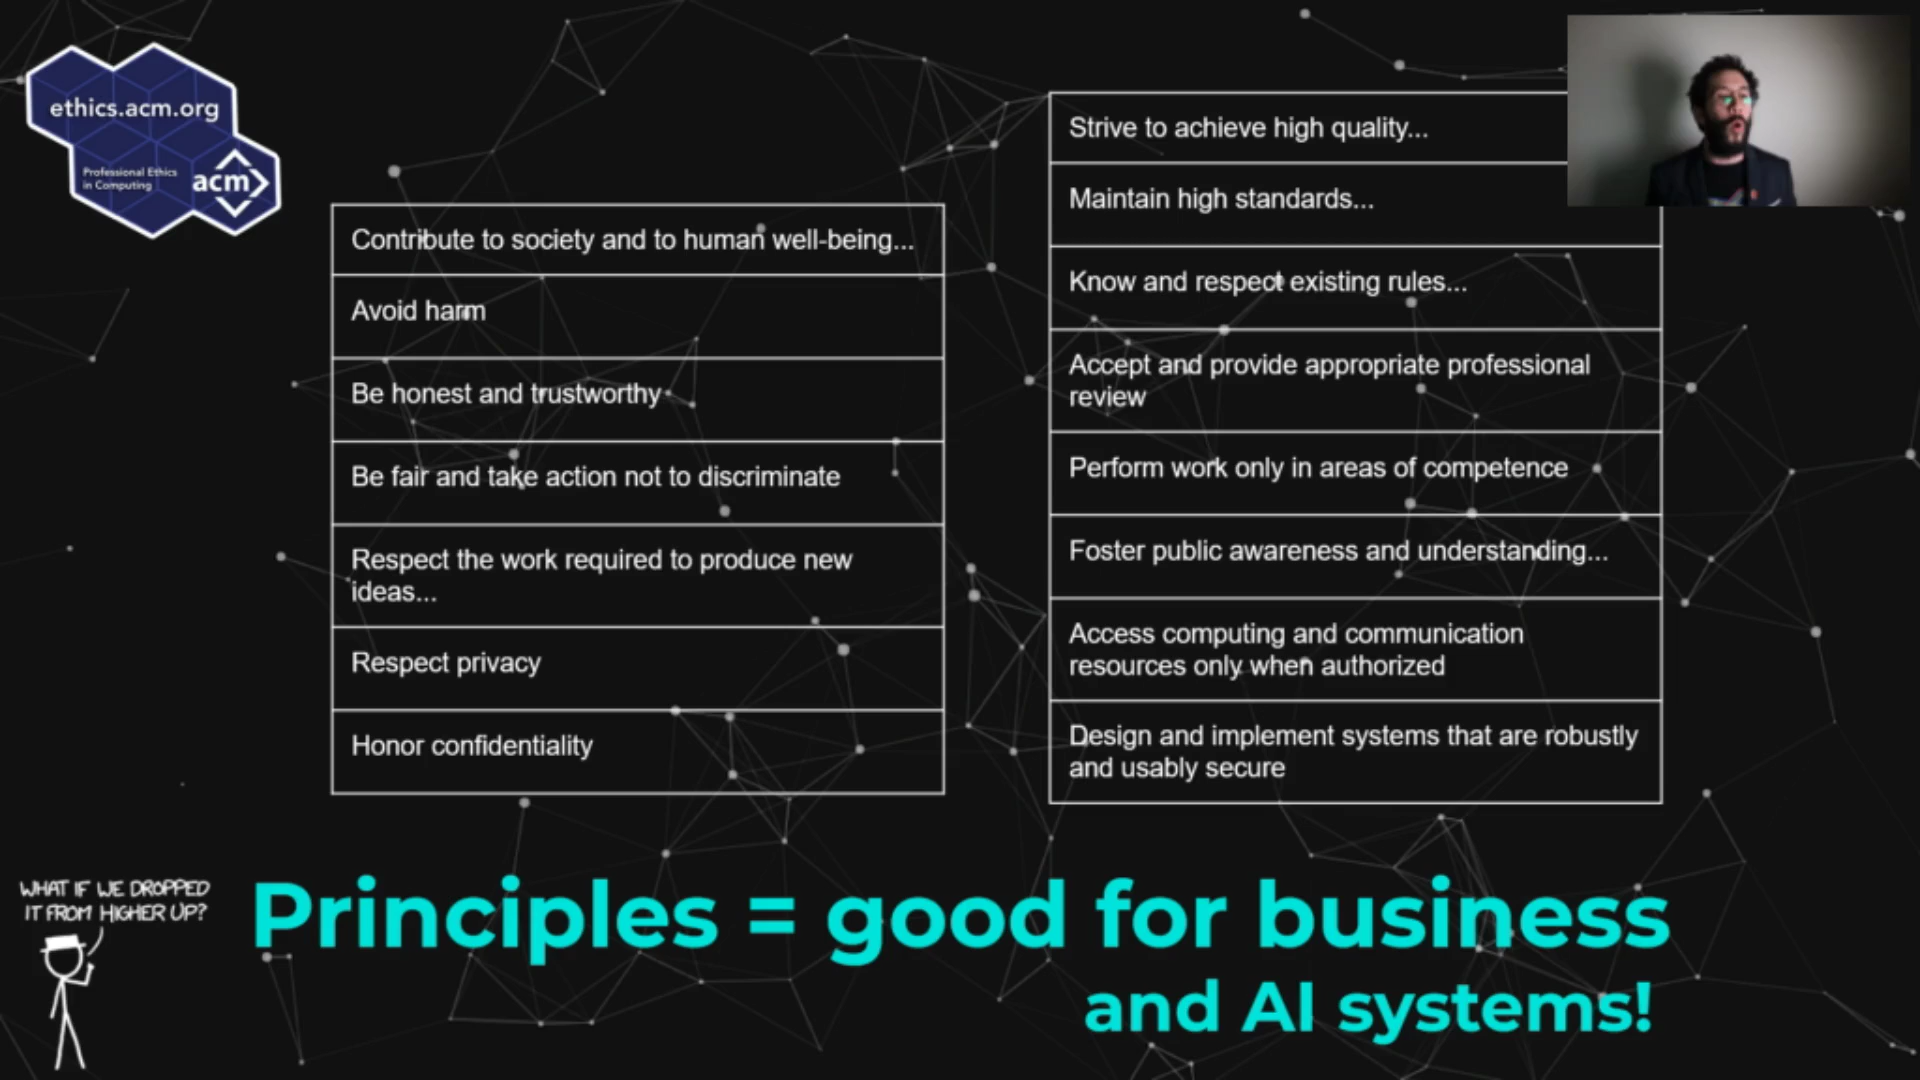 ethics.acm.org
Professional Ethics
in Computing
acm
Contribute to society and to human well-being...
Avoid harm
Be honest and trustworthy
Be fair and take action not to discriminate
Respect the work required to produce new
ideas...
Respect privacy
Honor confidentiality
Strive to achieve high quality...
Maintain high standards...
Know and respect existing rules...
Accept and provide appropriate professional
review
Perform work only in areas of competence
Foster public awareness and understanding...
Access computing and communication
resources only when authorized
Design and implement systems that are robustly
and usably secure
WHAT IF WE DROPPED
IT FROM HIGHER UP?
Principles = good for business
and AI systems!